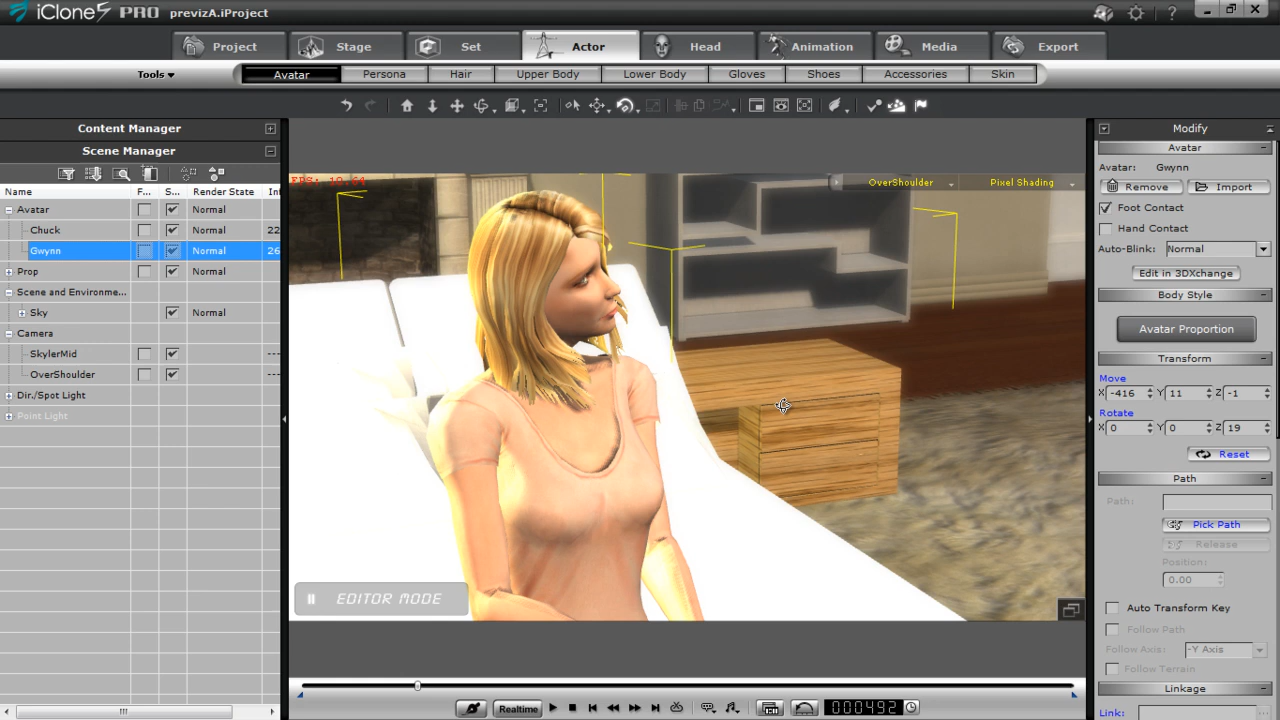 iClone5 PRO previzA.iProject
Project Stage Set Actor Head Animation Media Export
Tools Avatar Persona Hair Upper Body Lower Body Gloves Shoes Accessories Skin
Content Manager
Scene Manager
Name F... S... Render State Inf
Avatar Normal
Chuck Normal 22
Gwynn Normal 26
Prop Normal
Scene and Environme...
Sky Normal
Camera
SkylerMid ---
OverShoulder ---
Dir./Spot Light
Point Light
FPS: 12.64
OverShoulder Pixel Shading
EDITOR MODE
Realtime 000492
Modify
Avatar
Avatar: Gwynn
Remove Import
Foot Contact
Hand Contact
Auto-Blink: Normal
Edit in 3DXchange
Body Style
Avatar Proportion
Transform
Move
X -416 Y 11 Z -1
Rotate
X 0 Y 0 Z 19
Reset
Path
Path:
Pick Path
Release
Position:
0.00
Auto Transform Key
Follow Path
Follow Axis: -Y Axis
Follow Terrain
Linkage
Link: